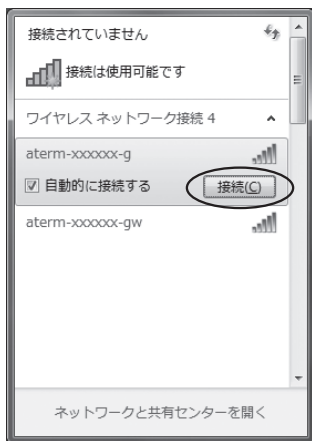 接続されていません
接続は使用可能です
ワイヤレス ネットワーク接続 4
aterm-xxxxxx-g
自動的に接続する
接続(C)
aterm-xxxxxx-gw
ネットワークと共有センターを開く